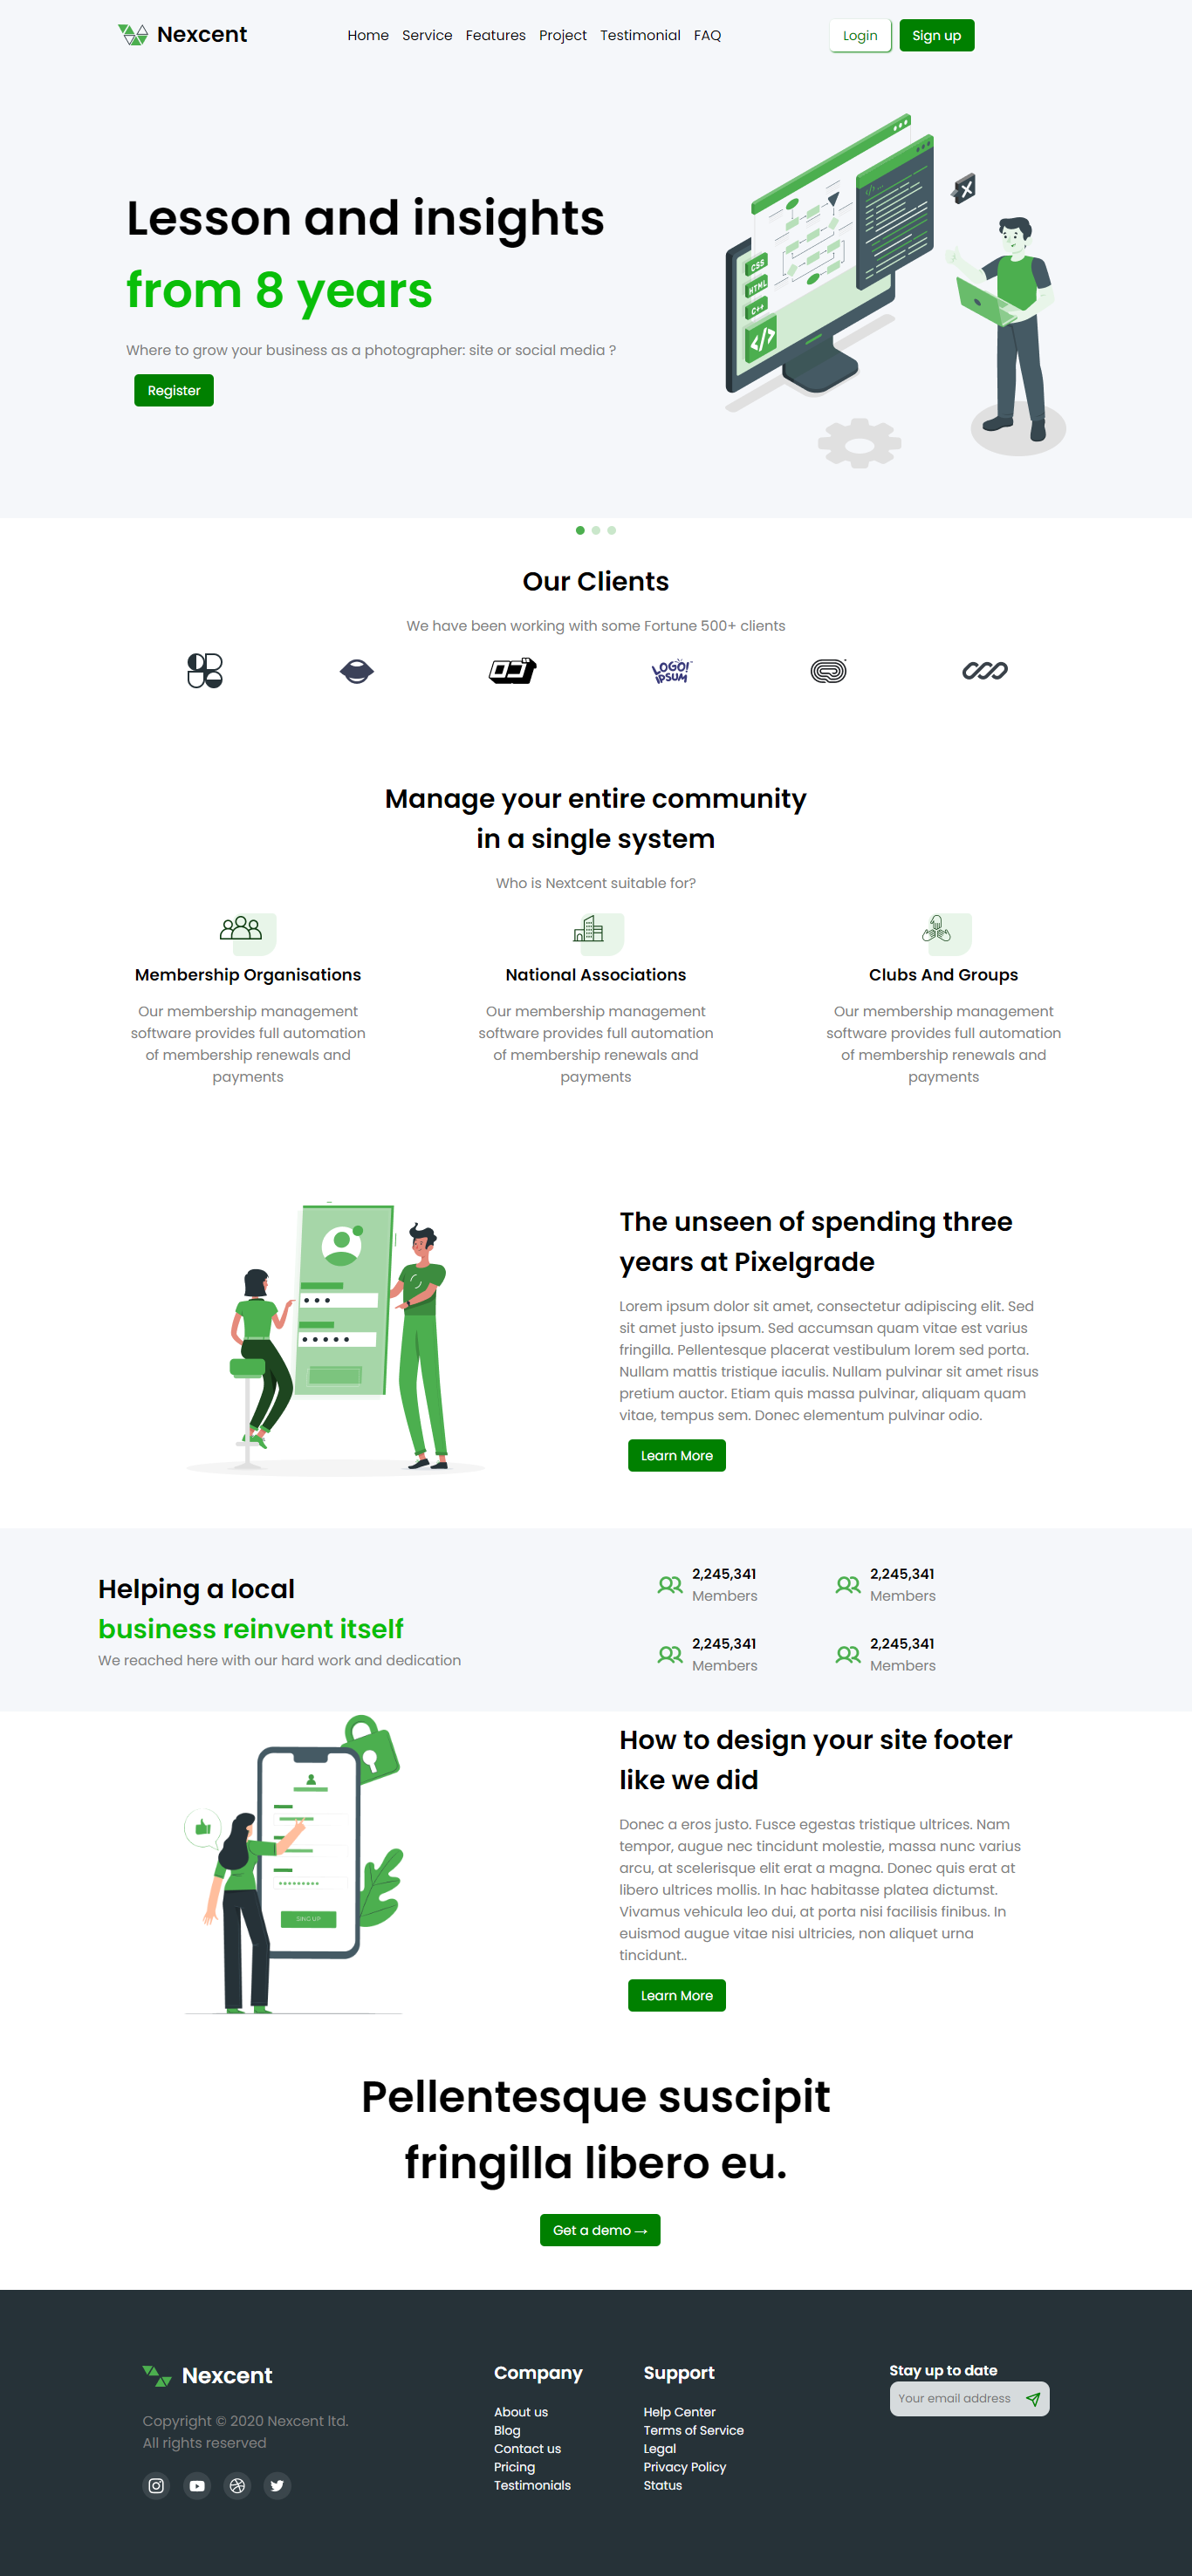 Nexcent
Home Service Features Project Testimonial FAQ
Login Sign up
Lesson and insights
from 8 years
Where to grow your business as a photographer: site or social media ?
Register
CSS
HTML
C++
</>
Our Clients
We have been working with some Fortune 500+ clients
LOGO!
IPSUM
Manage your entire community
in a single system
Who is Nextcent suitable for?
Membership Organisations
Our membership management
software provides full automation
of membership renewals and
payments
National Associations
Our membership management
software provides full automation
of membership renewals and
payments
Clubs And Groups
Our membership management
software provides full automation
of membership renewals and
payments
The unseen of spending three
years at Pixelgrade
Lorem ipsum dolor sit amet, consectetur adipiscing elit. Sed
sit amet justo ipsum. Sed accumsan quam vitae est varius
fringilla. Pellentesque placerat vestibulum lorem sed porta.
Nullam mattis tristique iaculis. Nullam pulvinar sit amet risus
pretium auctor. Etiam quis massa pulvinar, aliquam quam
vitae, tempus sem. Donec elementum pulvinar odio.
Learn More
Helping a local
business reinvent itself
We reached here with our hard work and dedication
2,245,341
Members
2,245,341
Members
2,245,341
Members
2,245,341
Members
SING UP
How to design your site footer
like we did
Donec a eros justo. Fusce egestas tristique ultrices. Nam
tempor, augue nec tincidunt molestie, massa nunc varius
arcu, at scelerisque elit erat a magna. Donec quis erat at
libero ultrices mollis. In hac habitasse platea dictumst.
Vivamus vehicula leo dui, at porta nisi facilisis finibus. In
euismod augue vitae nisi ultricies, non aliquet urna
tincidunt..
Learn More
Pellentesque suscipit
fringilla libero eu.
Get a demo →
Nexcent
Copyright © 2020 Nexcent ltd.
All rights reserved
Company
About us
Blog
Contact us
Pricing
Testimonials
Support
Help Center
Terms of Service
Legal
Privacy Policy
Status
Stay up to date
Your email address